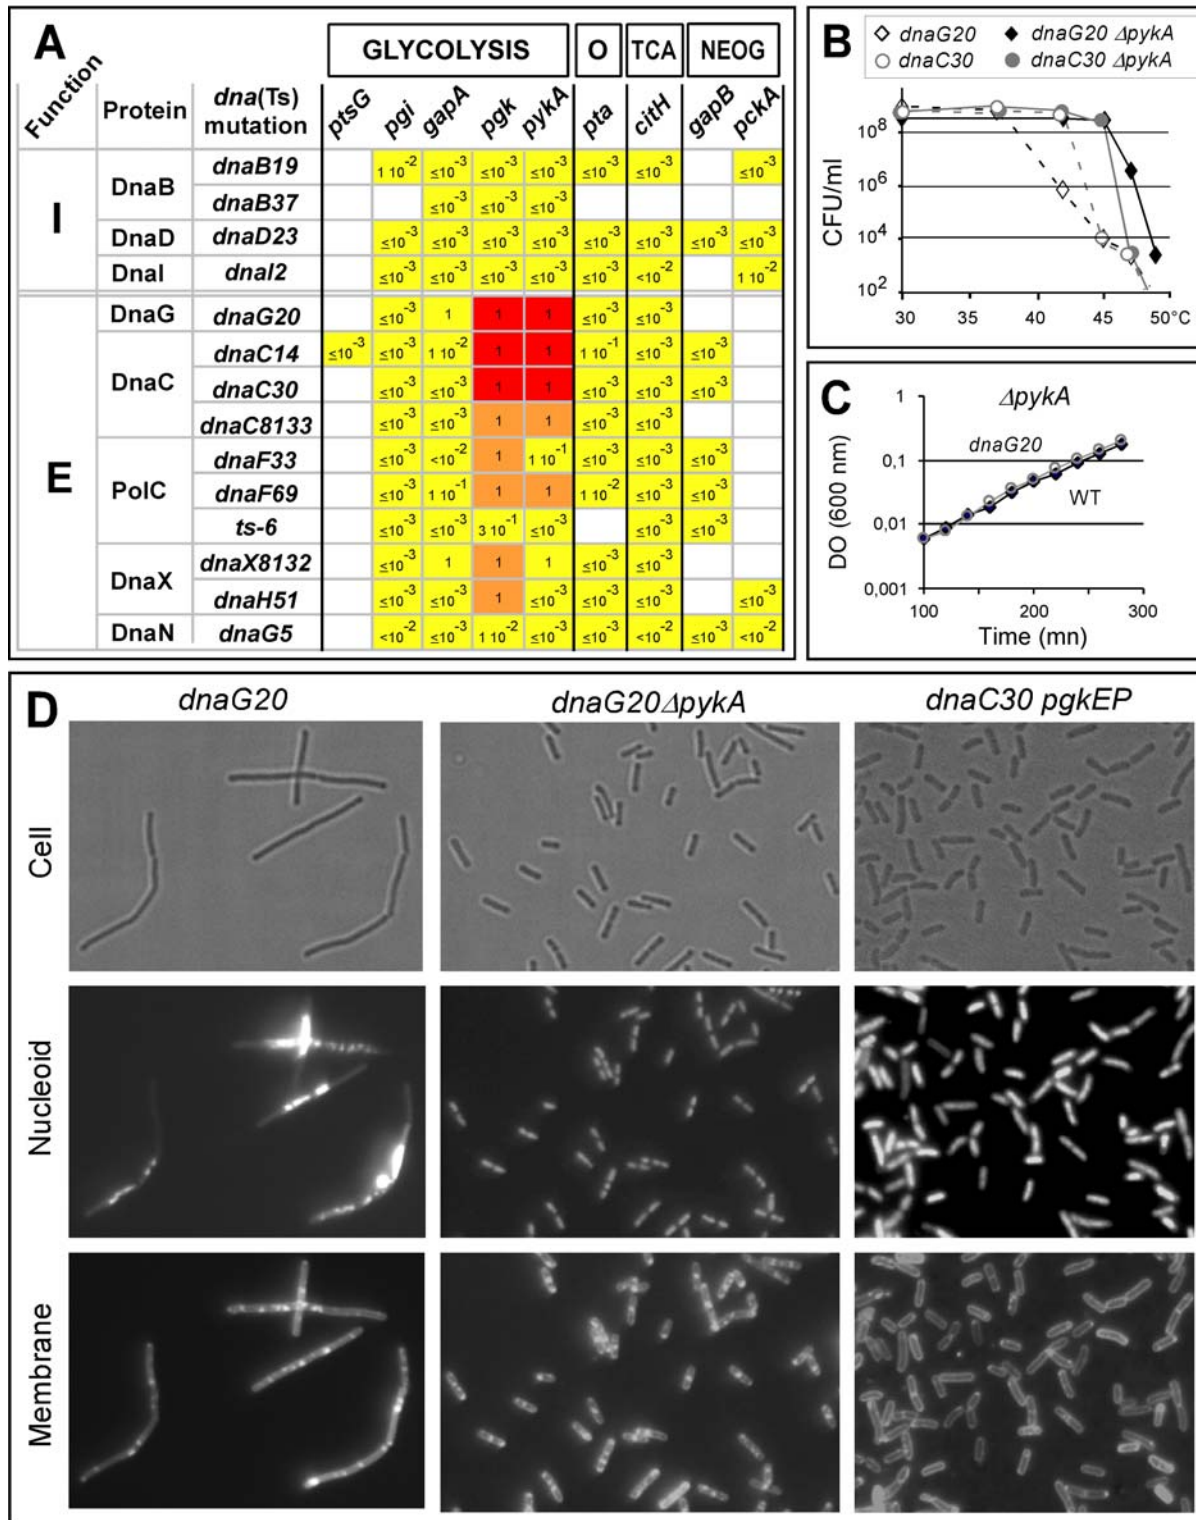 A
GLYCOLYSIS O TCA NEOG
Function Protein dna(Ts) mutation ptsG pgi gapA pgk pykA pta citH gapB pckA
I
DnaB dnaB19 1 10-2 ≤10-3 ≤10-3 ≤10-3 ≤10-3 ≤10-3 ≤10-3
dnaB37 ≤10-3 ≤10-3 ≤10-3
DnaD dnaD23 ≤10-3 ≤10-3 ≤10-3 ≤10-3 ≤10-3 ≤10-3 ≤10-3 ≤10-3
DnaI dnaI2 ≤10-3 ≤10-3 ≤10-3 ≤10-3 ≤10-3 <10-2 1 10-2
E
DnaG dnaG20 ≤10-3 1 1 1 ≤10-3 ≤10-3
DnaC dnaC14 ≤10-3 ≤10-3 1 10-2 1 1 1 10-1 ≤10-3 ≤10-3
dnaC30 ≤10-3 ≤10-3 1 1 ≤10-3 ≤10-3 ≤10-3
dnaC8133 ≤10-3 ≤10-3 1 1 ≤10-3 ≤10-3
PolC dnaF33 ≤10-3 <10-2 1 1 10-1 ≤10-3 ≤10-3 ≤10-3
dnaF69 ≤10-3 1 10-1 1 1 1 10-2 ≤10-3 ≤10-3
ts-6 ≤10-3 ≤10-3 3 10-1 ≤10-3 ≤10-3 ≤10-3
DnaX dnaX8132 ≤10-3 1 1 1 ≤10-3 ≤10-3
dnaH51 ≤10-3 ≤10-3 1 ≤10-3 ≤10-3 ≤10-3 ≤10-3
DnaN dnaG5 <10-2 ≤10-3 1 10-2 ≤10-3 ≤10-3 <10-2 ≤10-3 <10-2
B
dnaG20 dnaG20 ΔpykA
dnaC30 dnaC30 ΔpykA
CFU/ml
10^8
10^6
10^4
10^2
30 35 40 45 50°C
C
ΔpykA
dnaG20
WT
DO (600 nm)
1
0,1
0,01
0,001
100 200 300
Time (mn)
D
dnaG20 dnaG20ΔpykA dnaC30 pgkEP
Cell
Nucleoid
Membrane